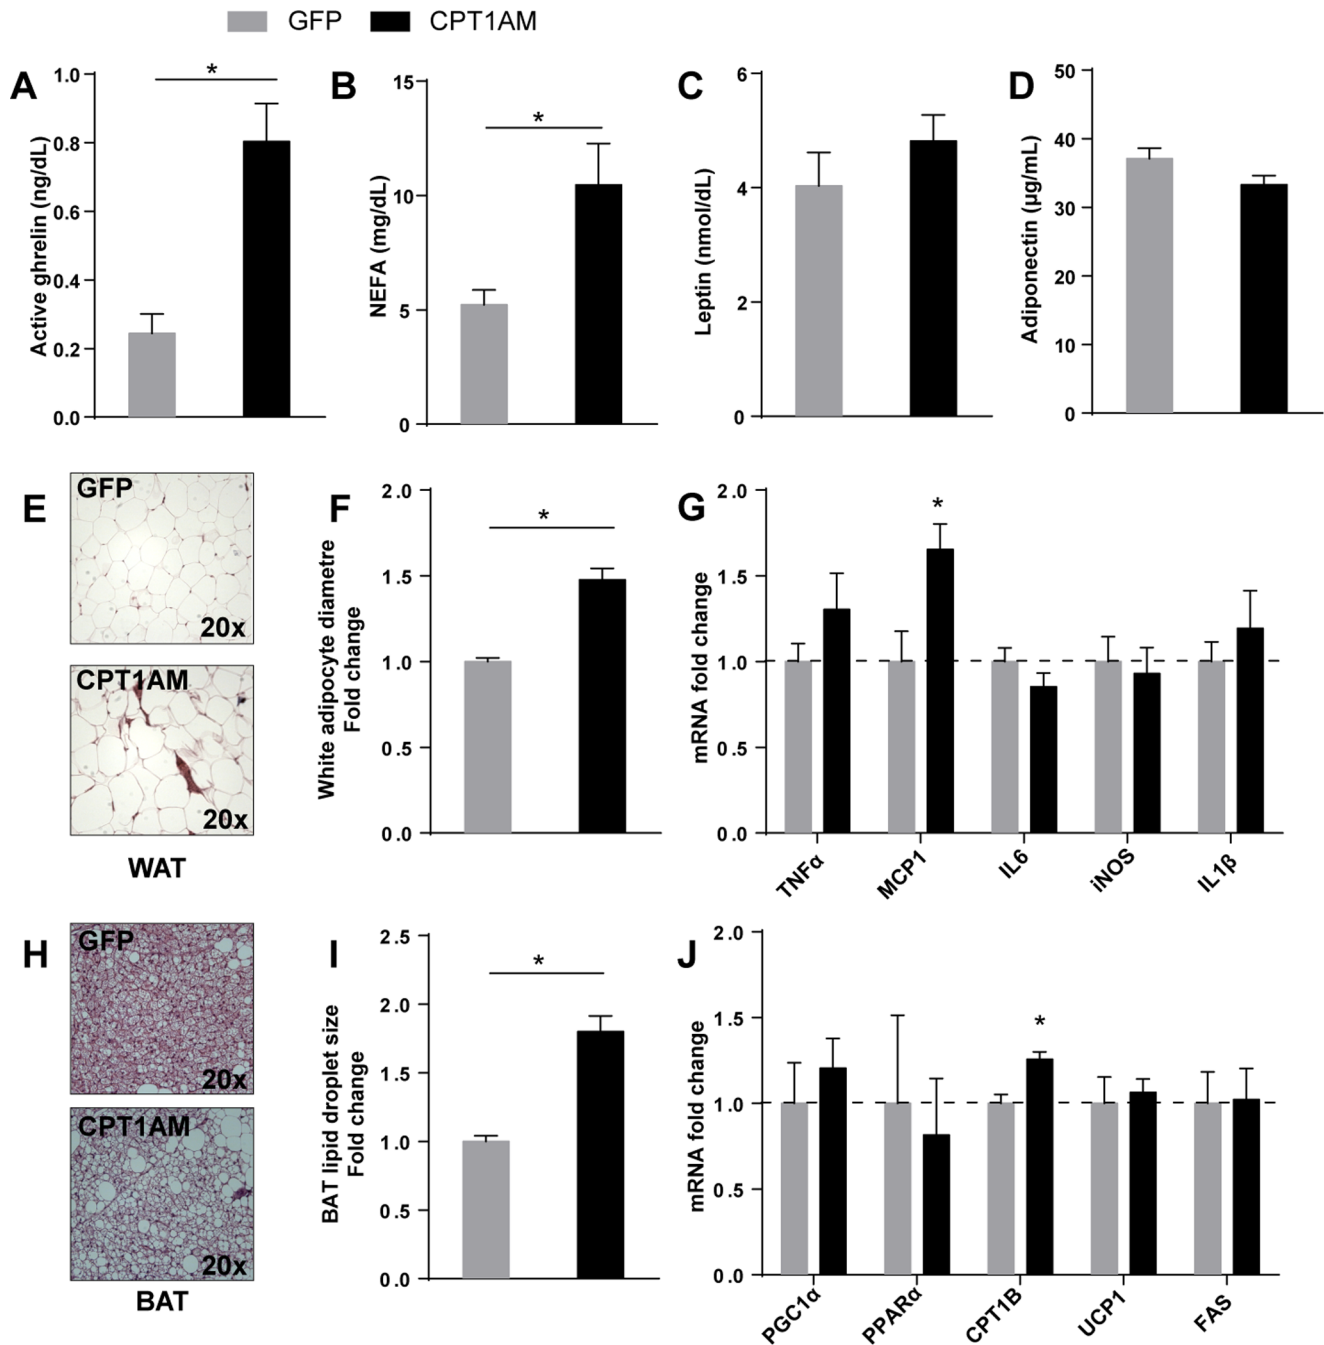 GFP CPT1AM
A
Active ghrelin (ng/dL)
1.0
0.8
0.6
0.4
0.2
0.0
*
B
NEFA (mg/dL)
15
10
5
0
*
C
Leptin (nmol/dL)
6
4
2
0
D
Adiponectin (µg/mL)
50
40
30
20
10
0
E
GFP
20x
CPT1AM
20x
WAT
F
White adipocyte diametre
Fold change
2.0
1.5
1.0
0.5
0.0
*
G
mRNA fold change
2.0
1.5
1.0
0.5
0.0
*
TNFα
MCP1
IL6
iNOS
IL1β
H
GFP
20x
CPT1AM
20x
BAT
I
BAT lipid droplet size
Fold change
2.5
2.0
1.5
1.0
0.5
0.0
*
J
mRNA fold change
2.0
1.5
1.0
0.5
0.0
*
PGC1α
PPARα
CPT1B
UCP1
FAS